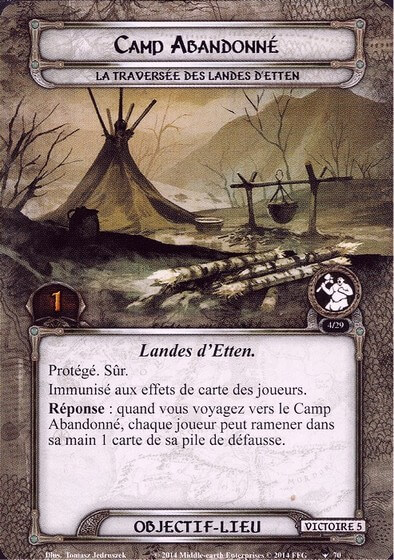 Camp Abandonné
La Traversée des Landes d'Etten
1
4/29
Landes d'Etten.
Protégé. Sûr.
Immunisé aux effets de carte des joueurs.
Réponse : quand vous voyagez vers le Camp
Abandonné, chaque joueur peut ramener dans
sa main 1 carte de sa pile de défausse.
Objectif-Lieu
Victoire 5
Illus. Tomasz Jedruszek
© 2014 Middle-earth Enterprises © 2014 FFG
70